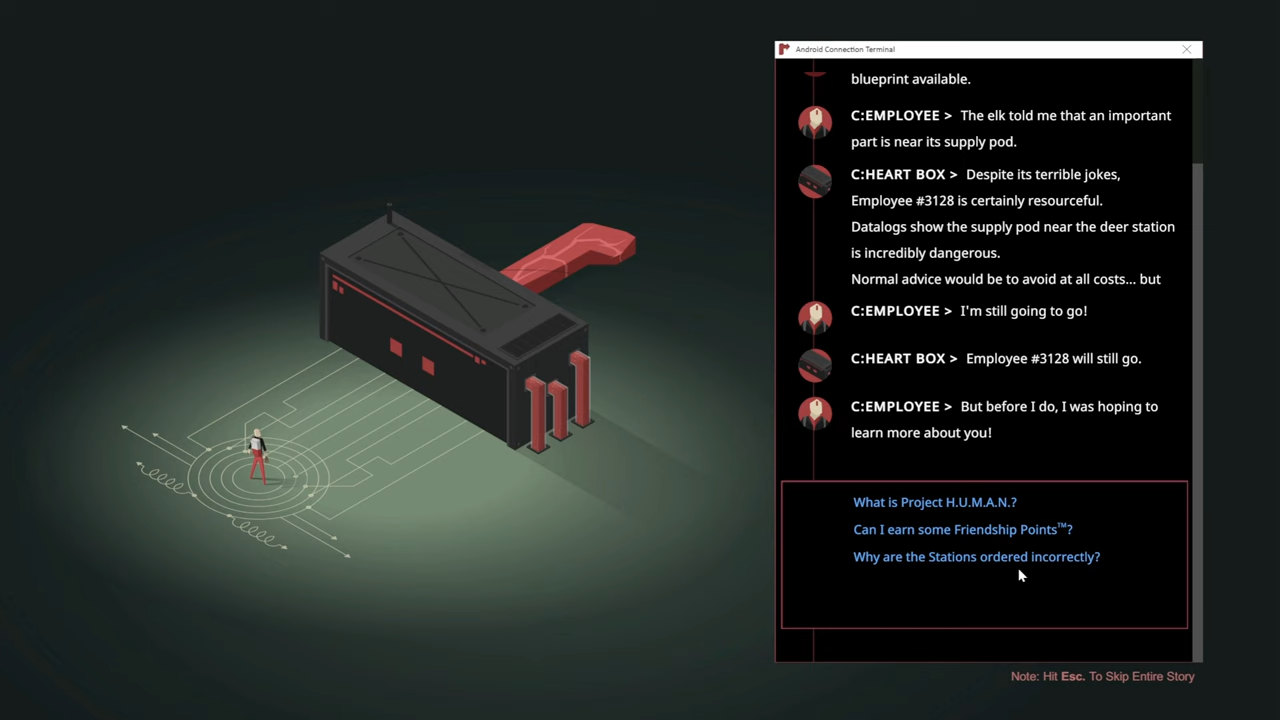 Android Connection Terminal
blueprint available.
C:EMPLOYEE > The elk told me that an important
part is near its supply pod.
C:HEART BOX > Despite its terrible jokes,
Employee #3128 is certainly resourceful.
Datalogs show the supply pod near the deer station
is incredibly dangerous.
Normal advice would be to avoid at all costs... but
C:EMPLOYEE > I'm still going to go!
C:HEART BOX > Employee #3128 will still go.
C:EMPLOYEE > But before I do, I was hoping to
learn more about you!
What is Project H.U.M.A.N.?
Can I earn some Friendship Points™?
Why are the Stations ordered incorrectly?
Note: Hit Esc. To Skip Entire Story